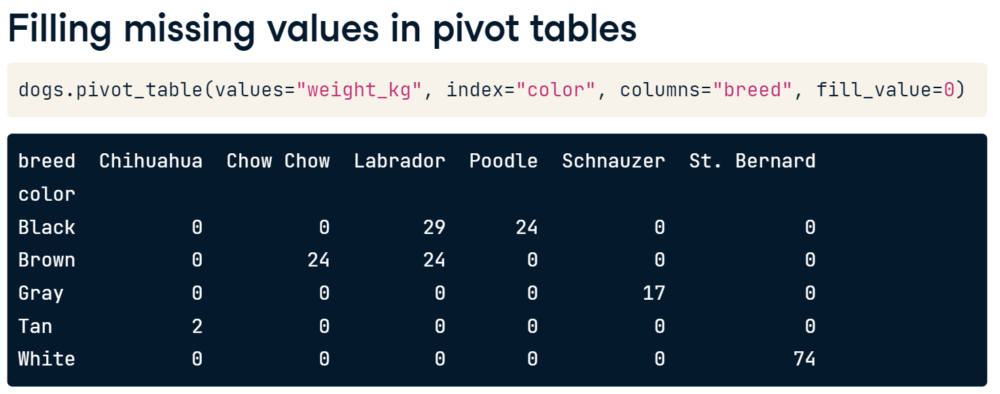 Filling missing values in pivot tables
dogs.pivot_table(values="weight_kg", index="color", columns="breed", fill_value=0)
breed  Chihuahua  Chow Chow  Labrador  Poodle  Schnauzer  St. Bernard
color
Black          0          0        29      24          0            0
Brown          0         24        24       0          0            0
Gray           0          0         0       0         17            0
Tan            2          0         0       0          0            0
White          0          0         0       0          0           74